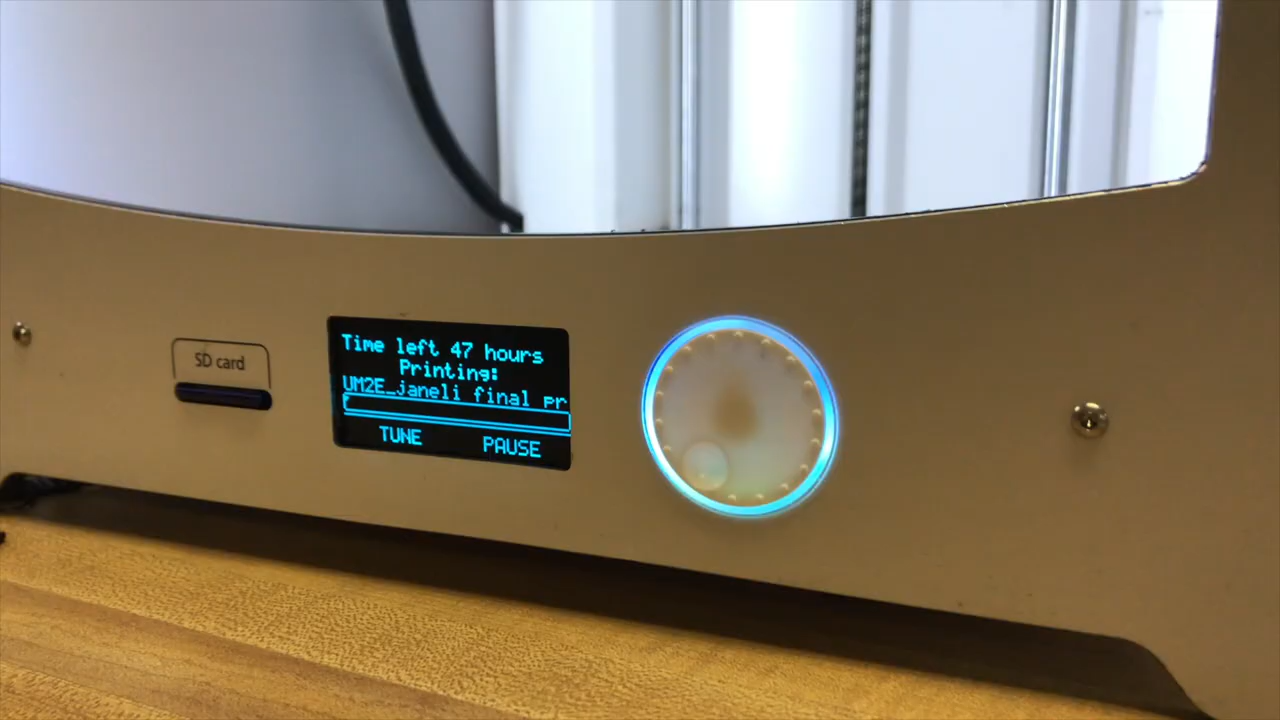 SD card
Time left 47 hours
Printing:
UM2E_janeli final pr
TUNE PAUSE